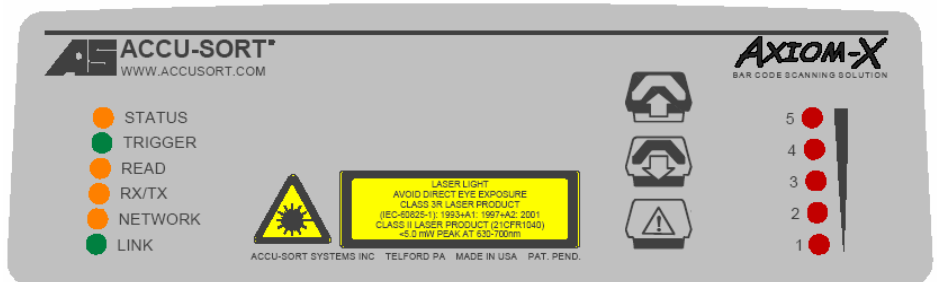 AS ACCU-SORT
WWW.ACCUSORT.COM
AXIOM-X
BAR CODE SCANNING SOLUTION
STATUS
TRIGGER
READ
RX/TX
NETWORK
LINK
LASER LIGHT
AVOID DIRECT EYE EXPOSURE
CLASS 3R LASER PRODUCT
(IEC-60825-1): 1993+A1: 1997+A2: 2001
CLASS II LASER PRODUCT (21CFR1040)
<5.0 mW PEAK AT 630-700nm
ACCU-SORT SYSTEMS INC TELFORD PA MADE IN USA PAT. PEND.
5
4
3
2
1